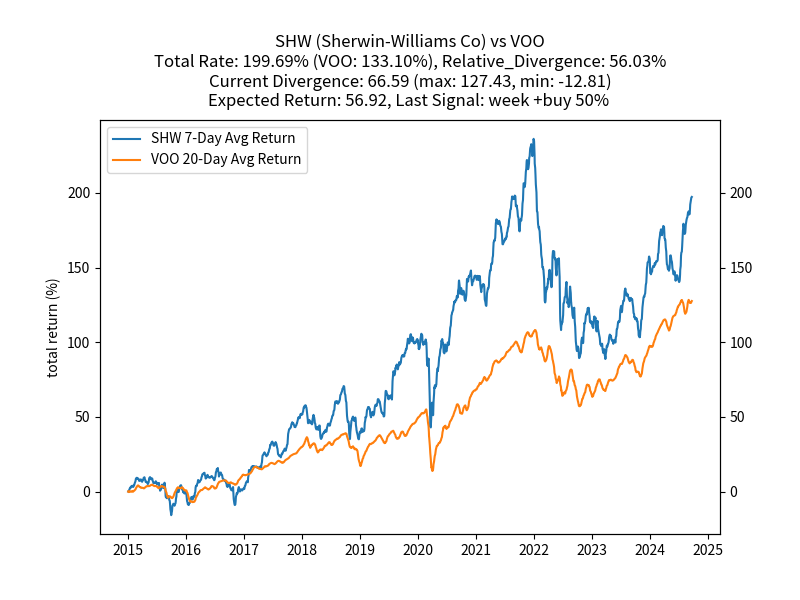 SHW (Sherwin-Williams Co) vs VOO
Total Rate: 199.69% (VOO: 133.10%), Relative_Divergence: 56.03%
Current Divergence: 66.59 (max: 127.43, min: -12.81)
Expected Return: 56.92, Last Signal: week +buy 50%
SHW 7-Day Avg Return
VOO 20-Day Avg Return
total return (%)
200
150
100
50
0
200
150
100
50
0
2015 2016 2017 2018 2019 2020 2021 2022 2023 2024 2025